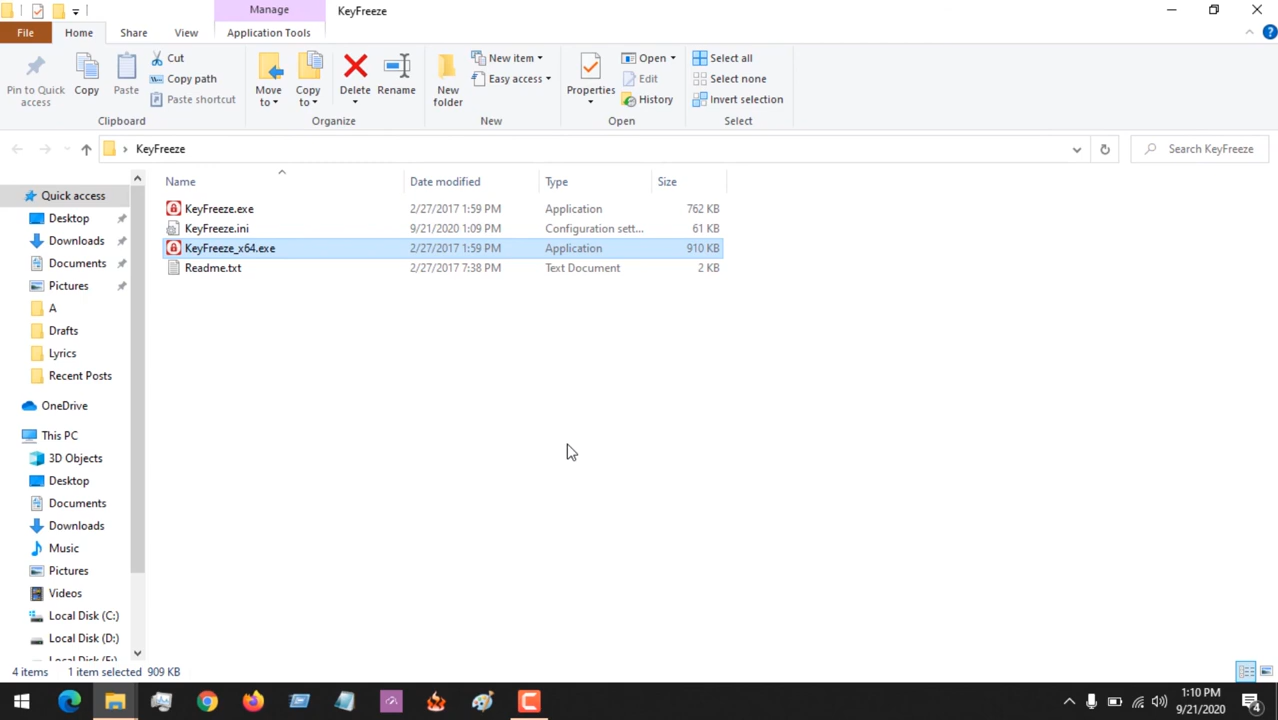 Manage
KeyFreeze
File
Home
Share
View
Application Tools
Pin to Quick
access
Copy
Paste
Cut
Copy path
Paste shortcut
Clipboard
Move
to
Copy
to
Delete
Rename
Organize
New
folder
New item
Easy access
New
Properties
Open
Edit
History
Open
Select all
Select none
Invert selection
Select
KeyFreeze
Search KeyFreeze
Name
Date modified
Type
Size
KeyFreeze.exe 2/27/2017 1:59 PM Application 762 KB
KeyFreeze.ini 9/21/2020 1:09 PM Configuration sett... 61 KB
KeyFreeze_x64.exe 2/27/2017 1:59 PM Application 910 KB
Readme.txt 2/27/2017 7:38 PM Text Document 2 KB
Quick access
Desktop
Downloads
Documents
Pictures
A
Drafts
Lyrics
Recent Posts
OneDrive
This PC
3D Objects
Desktop
Documents
Downloads
Music
Pictures
Videos
Local Disk (C:)
Local Disk (D:)
Local Disk (E:)
4 items 1 item selected 909 KB
1:10 PM
9/21/2020
4